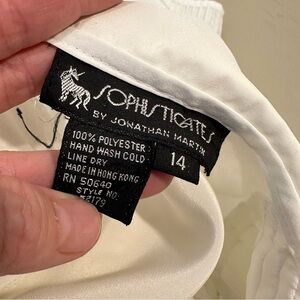 SOPHISTICATES
BY JONATHAN MARTIN
14
100% POLYESTER
HAND WASH COLD
LINE DRY
MADE IN HONG KONG
RN 50640
STYLE NO.